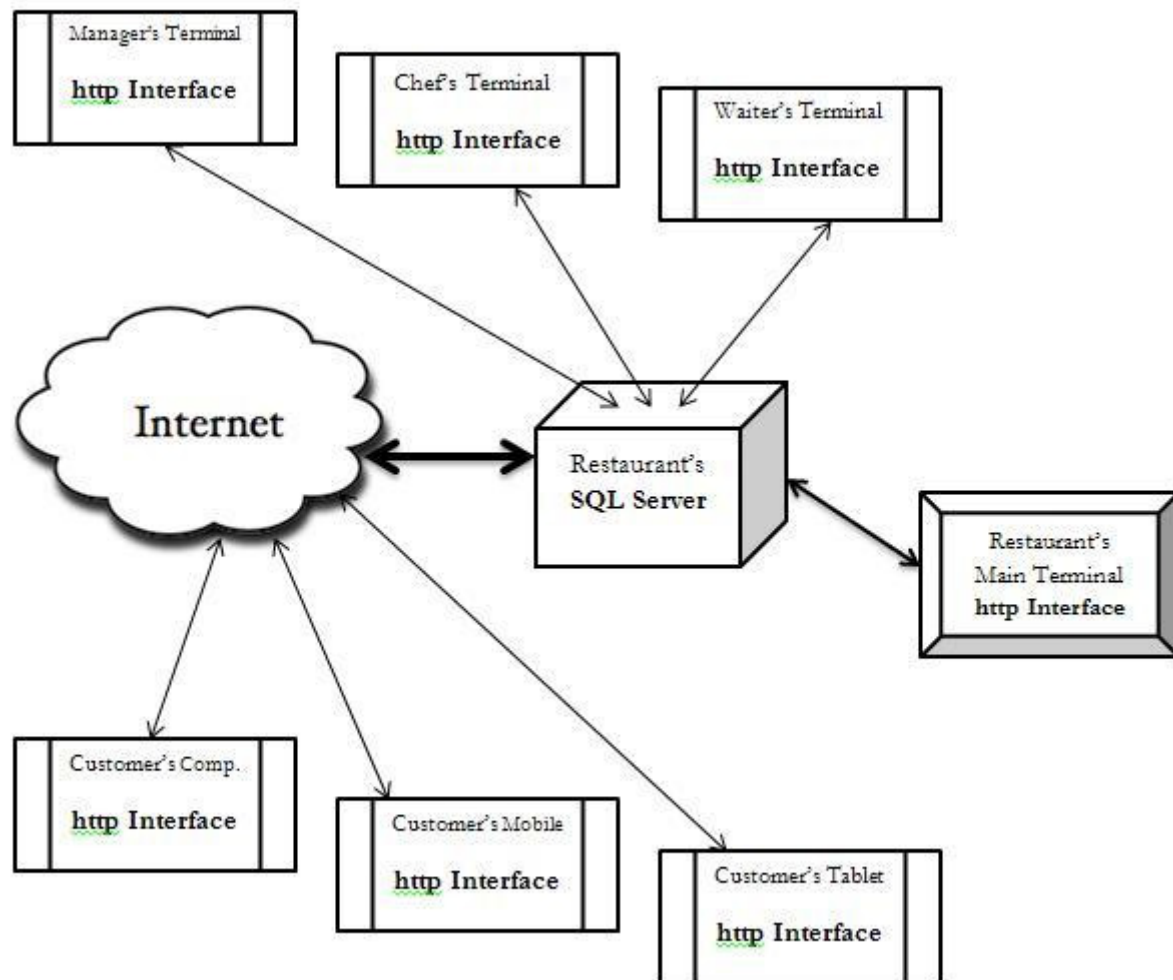 Manager's Terminal
http Interface
Chef's Terminal
http Interface
Waiter's Terminal
http Interface
Internet
Restaurant's
SQL Server
Restaurant's
Main Terminal
http Interface
Customer's Comp.
http Interface
Customer's Mobile
http Interface
Customer's Tablet
http Interface